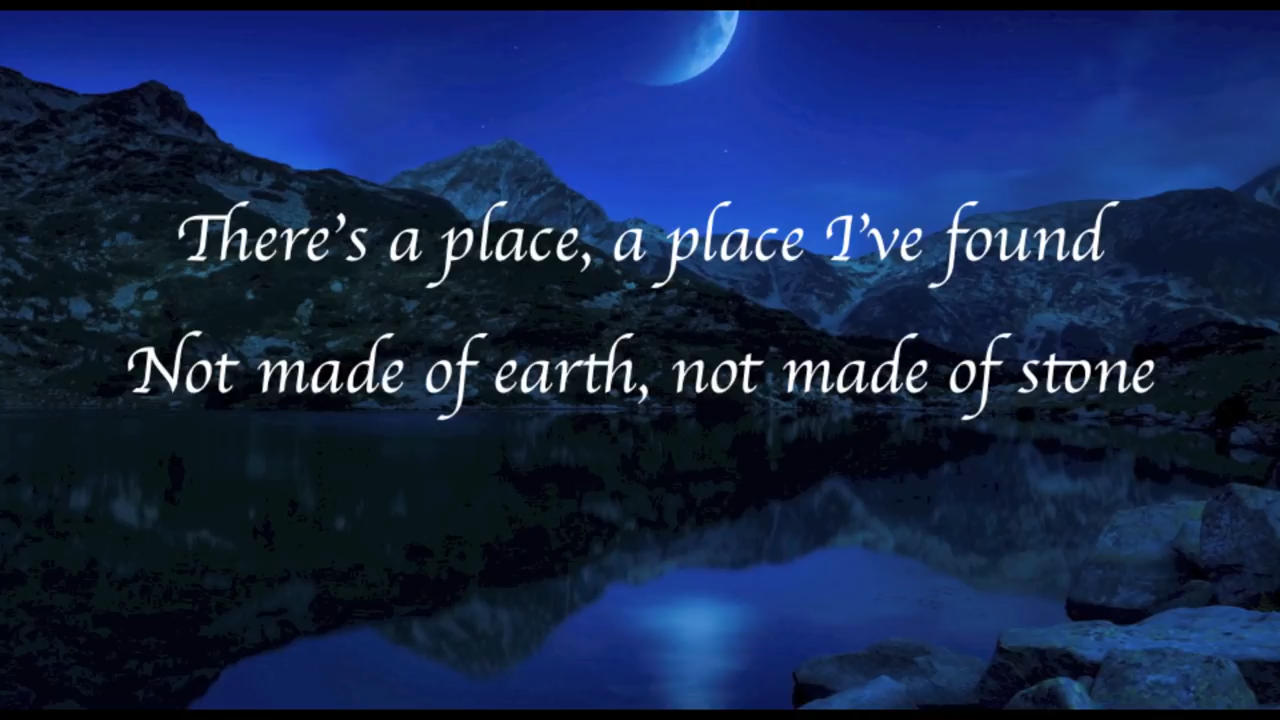 There's a place, a place I've found
Not made of earth, not made of stone